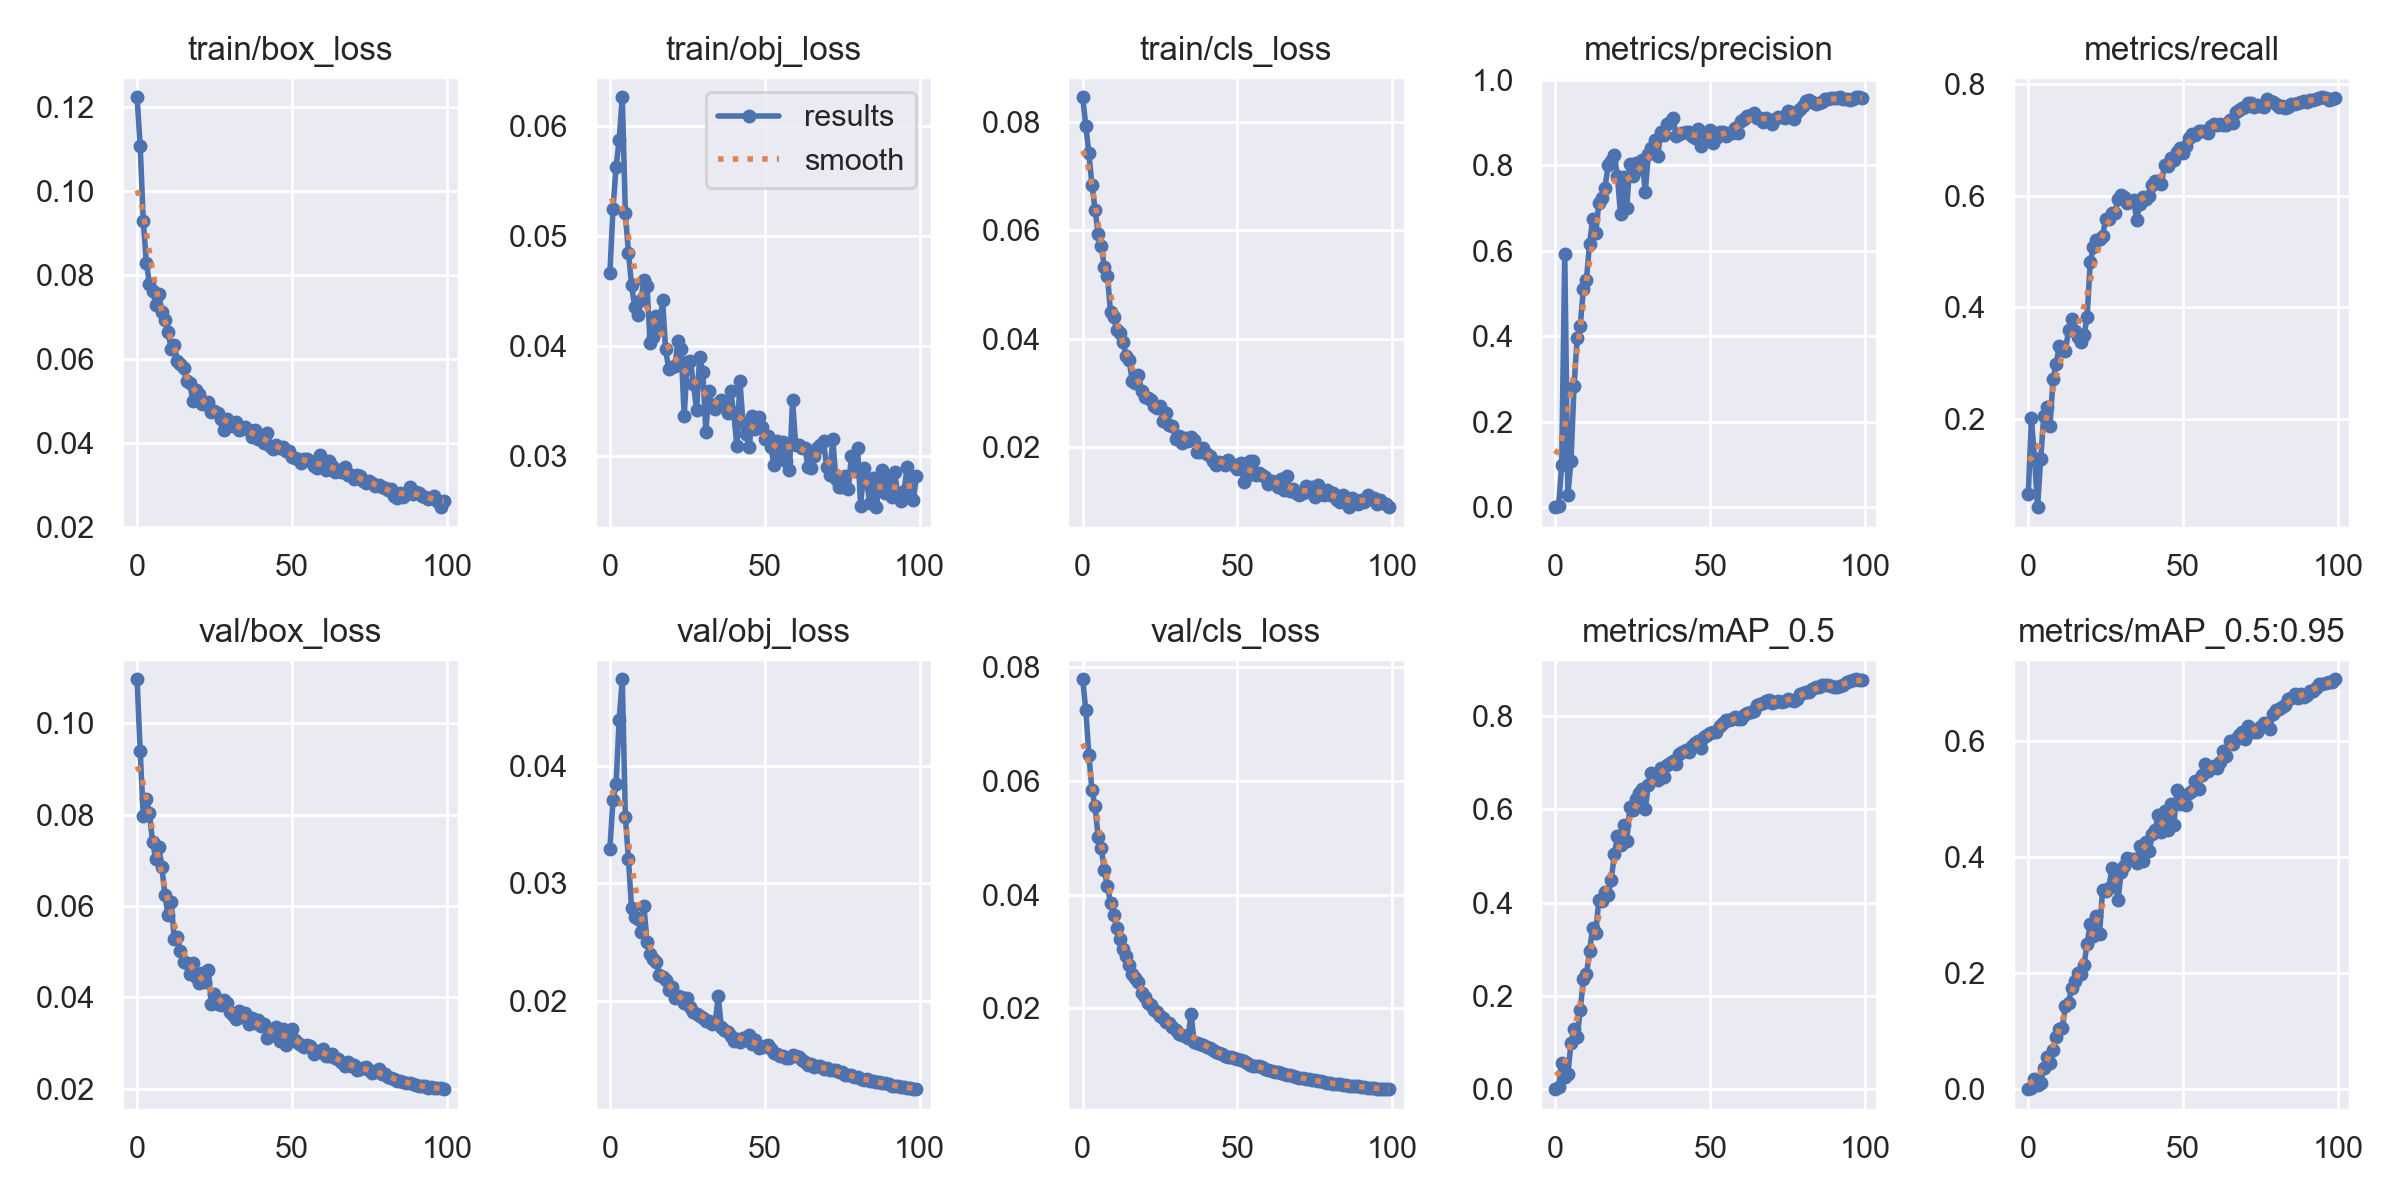 train/box_loss
0.12
0.10
0.08
0.06
0.04
0.02
0 50 100
train/obj_loss
results
smooth
0.06
0.05
0.04
0.03
0 50 100
train/cls_loss
0.08
0.06
0.04
0.02
0 50 100
metrics/precision
1.0
0.8
0.6
0.4
0.2
0.0
0 50 100
metrics/recall
0.8
0.6
0.4
0.2
0 50 100
val/box_loss
0.10
0.08
0.06
0.04
0.02
0 50 100
val/obj_loss
0.04
0.03
0.02
0 50 100
val/cls_loss
0.08
0.06
0.04
0.02
0 50 100
metrics/mAP_0.5
0.8
0.6
0.4
0.2
0.0
0 50 100
metrics/mAP_0.5:0.95
0.6
0.4
0.2
0.0
0 50 100